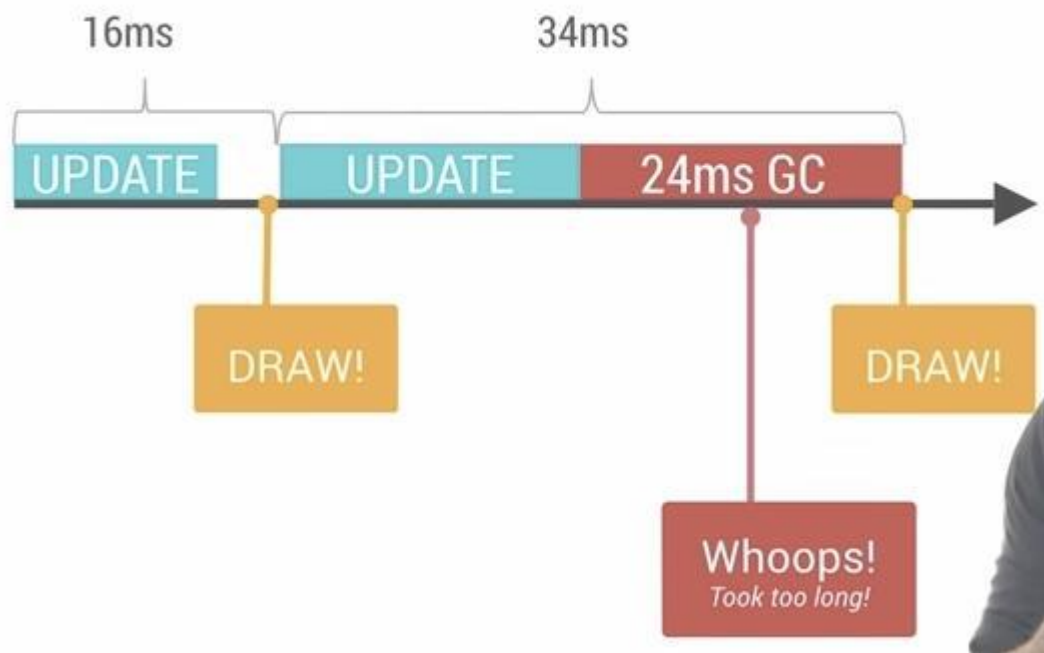 16ms
34ms
UPDATE
UPDATE
24ms GC
DRAW!
DRAW!
Whoops!
Took too long!